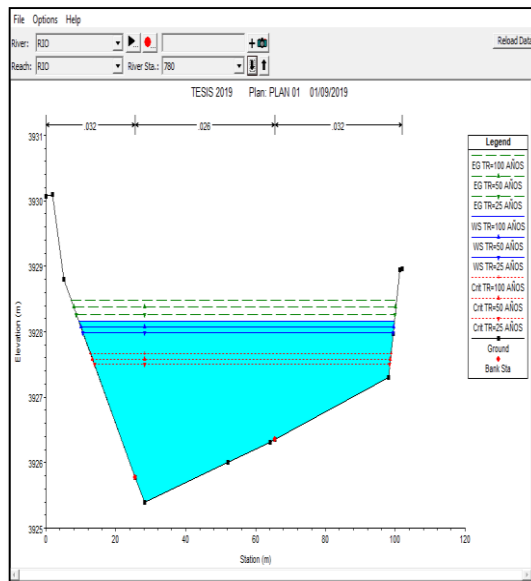 File Options Help
River: RIO
Reload Data
Reach: RIO River Sta.: 780
TESIS 2019 Plan: PLAN 01 01/09/2019
.032 .026 .032
Legend
EG TR=100 AÑOS
EG TR=50 AÑOS
EG TR=25 AÑOS
WS TR=100 AÑOS
WS TR=50 AÑOS
WS TR=25 AÑOS
Crit TR=100 AÑOS
Crit TR=50 AÑOS
Crit TR=25 AÑOS
Ground
Bank Sta
3931
3930
3929
3928
3927
3926
3925
Elevation (m)
0 20 40 60 80 100 120
Station (m)